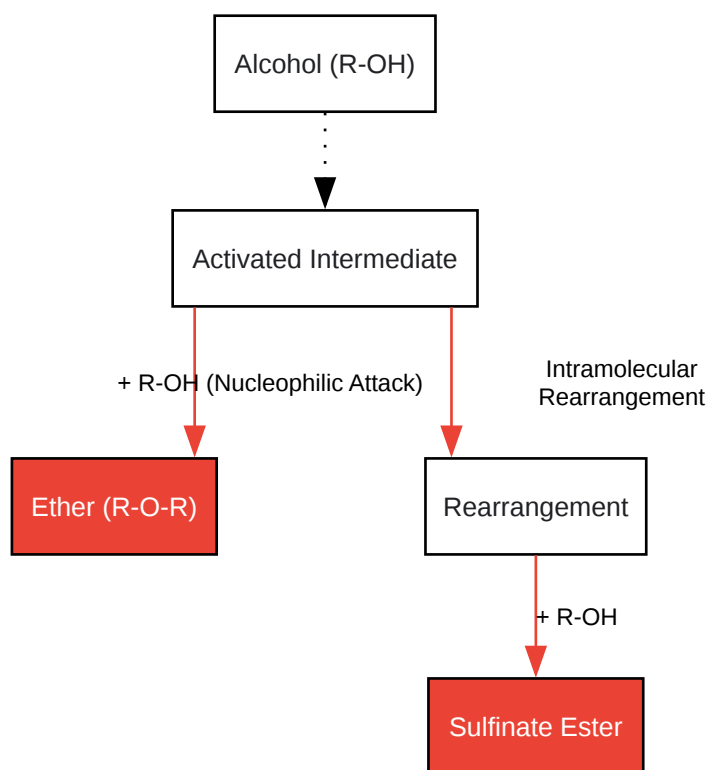 Alcohol (R-OH)
Activated Intermediate
+ R-OH (Nucleophilic Attack)
Intramolecular
Rearrangement
Ether (R-O-R)
Rearrangement
+ R-OH
Sulfinate Ester